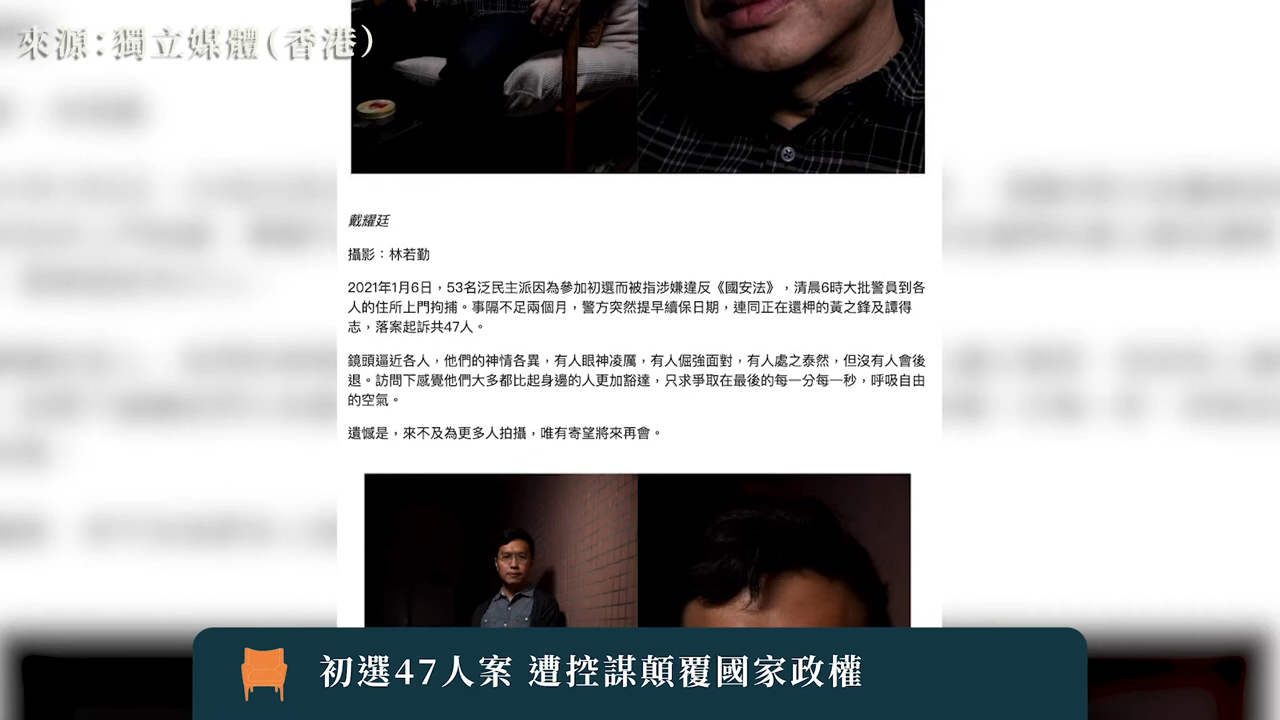 來源：獨立媒體（香港）
戴耀廷
攝影：林若勤
2021年1月6日，53名泛民主派因為參加初選而被指涉嫌違反《國安法》，清晨6時大批警員到各
人的住所上門拘捕。事隔不足兩個月，警方突然提早續保日期，連同正在還柙的黃之鋒及譚得
志，落案起訴共47人。
鏡頭逼近各人，他們的神情各異，有人眼神凌厲，有人倔強面對，有人處之泰然，但沒有人會後
退。訪問下感覺他們大多都比起身邊的人更加豁達，只求爭取在最後的每一分每一秒，呼吸自由
的空氣。
遺憾是，來不及為更多人拍攝，唯有寄望將來再會。
初選47人案 遭控謀顛覆國家政權